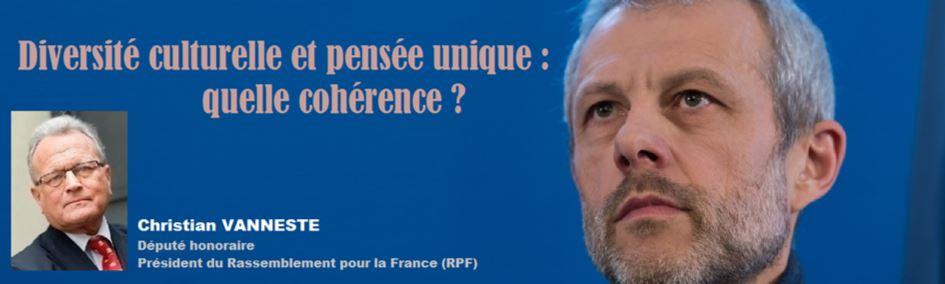 Diversité culturelle et pensée unique :
quelle cohérence ?
Christian VANNESTE
Député honoraire
Président du Rassemblement pour la France (RPF)